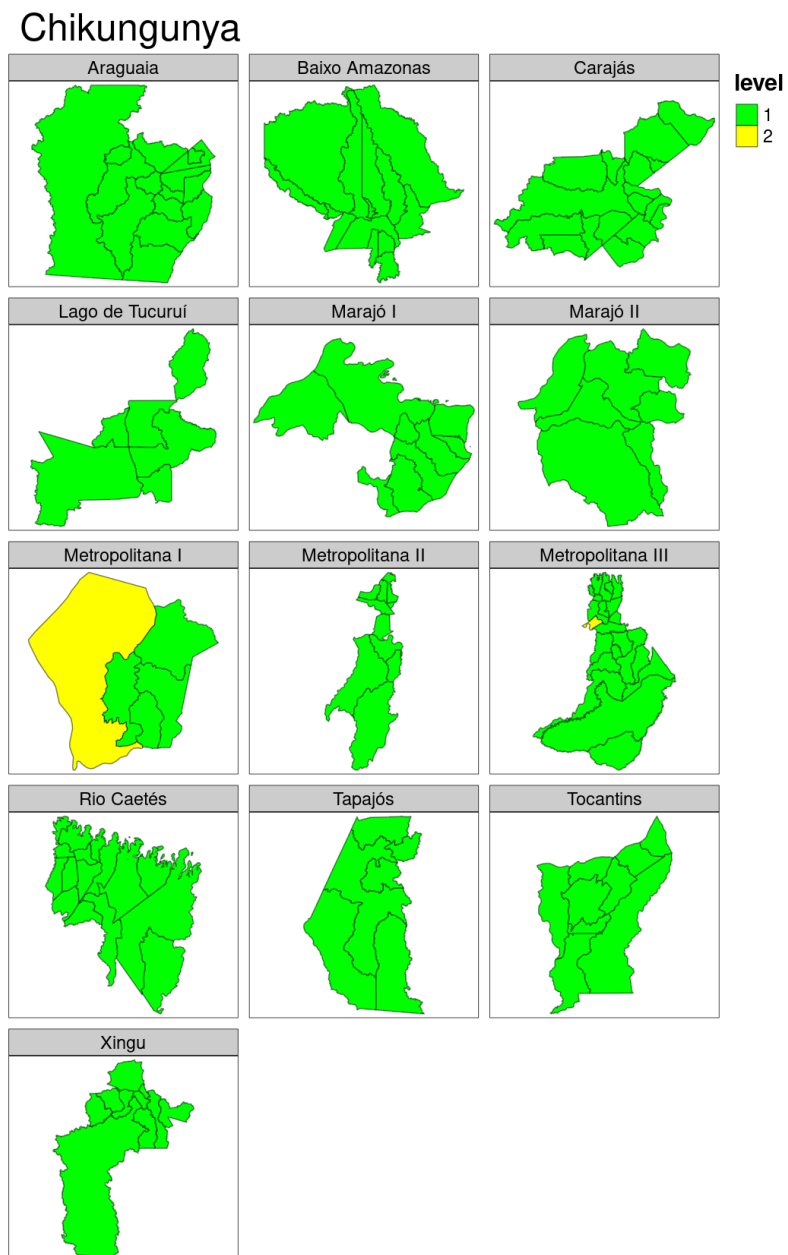 Chikungunya
Araguaia
Baixo Amazonas
Carajás
level
1
2
Lago de Tucuruí
Marajó I
Marajó II
Metropolitana I
Metropolitana II
Metropolitana III
Rio Caetés
Tapajós
Tocantins
Xingu